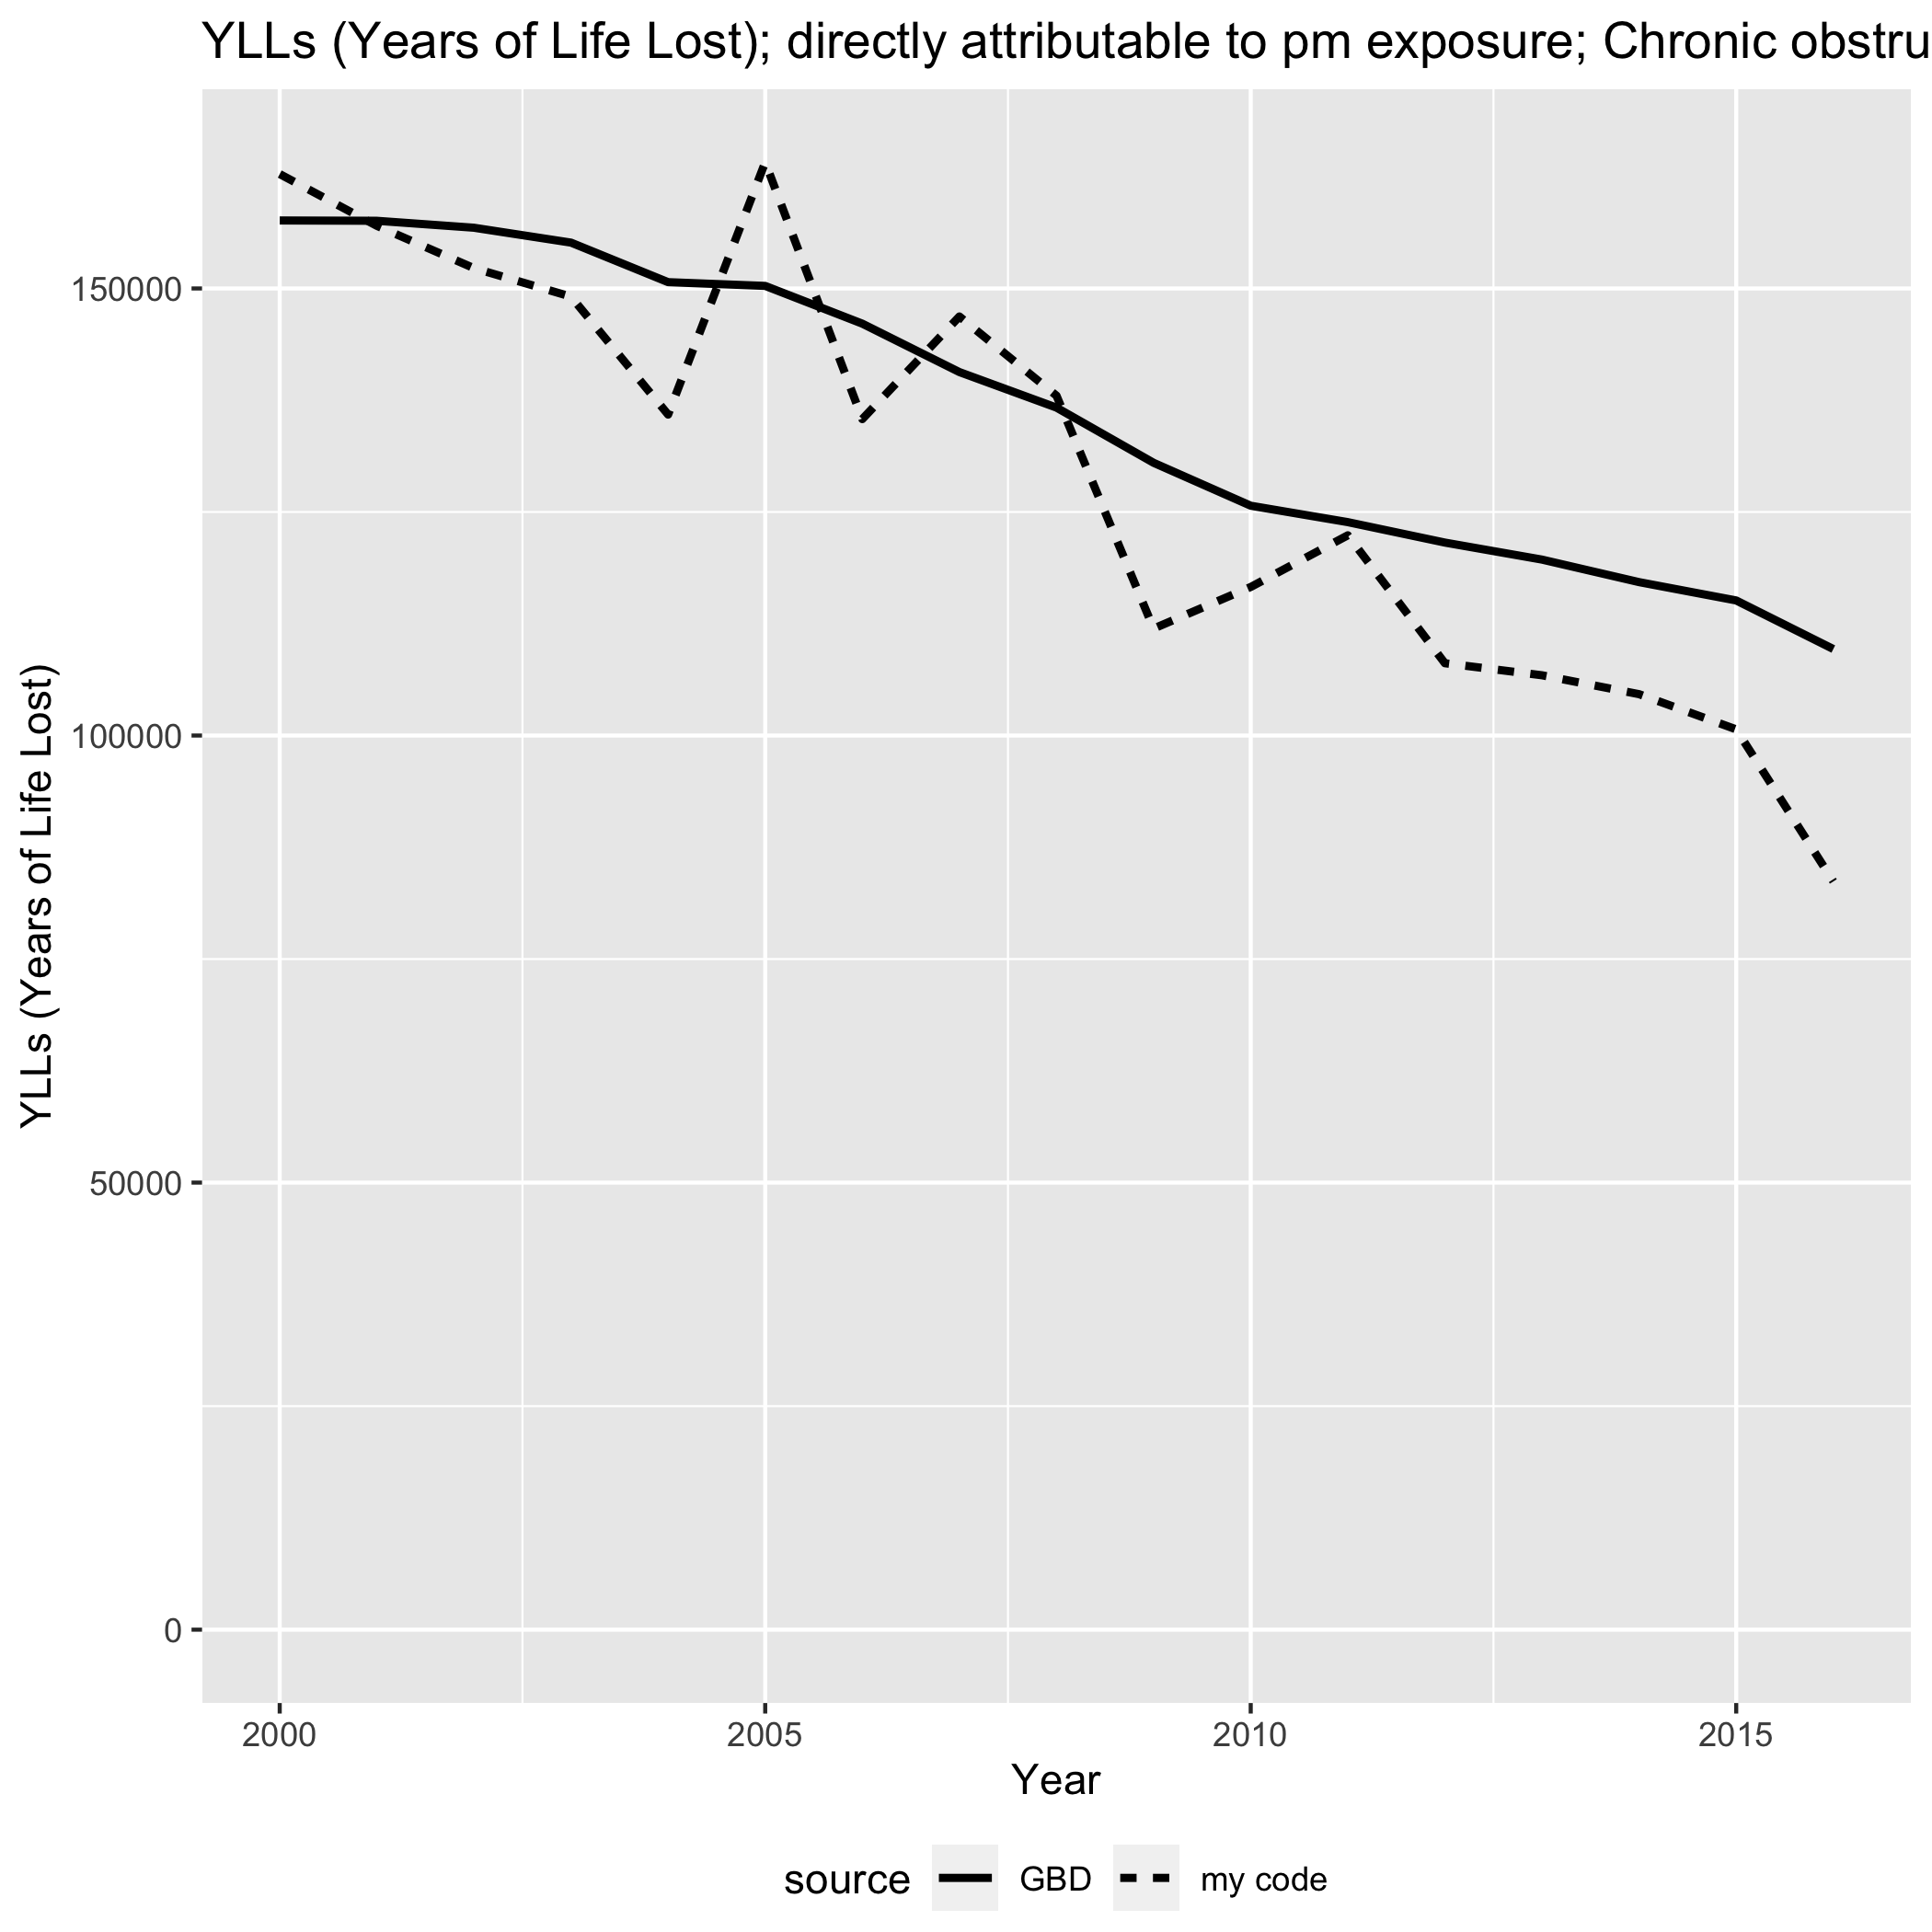 YLLs (Years of Life Lost); directly attributable to pm exposure; Chronic obstru
YLLs (Years of Life Lost)
150000
100000
50000
0
2000 2005 2010 2015
Year
source GBD my code